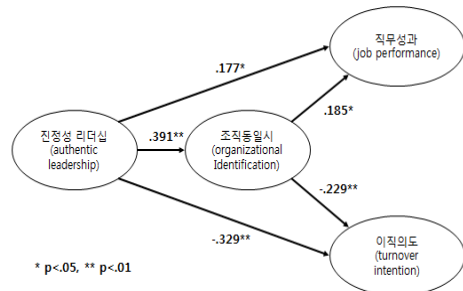 직무성과
(job performance)
.177*
.185*
진정성 리더십
(authentic
leadership)
.391**
조직동일시
(organizational
Identification)
-.229**
-.329**
이직의도
(turnover
intention)
* p<.05, ** p<.01